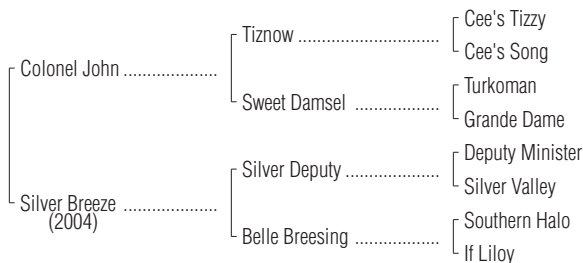 Cee's Tizzy
Tiznow ..............................
Cee's Song
Colonel John ....................
Turkoman
Sweet Damsel ..................
Grande Dame
Deputy Minister
Silver Deputy ....................
Silver Valley
Silver Breeze ....................
(2004)
Southern Halo
Belle Breesing ..................
If Liloy